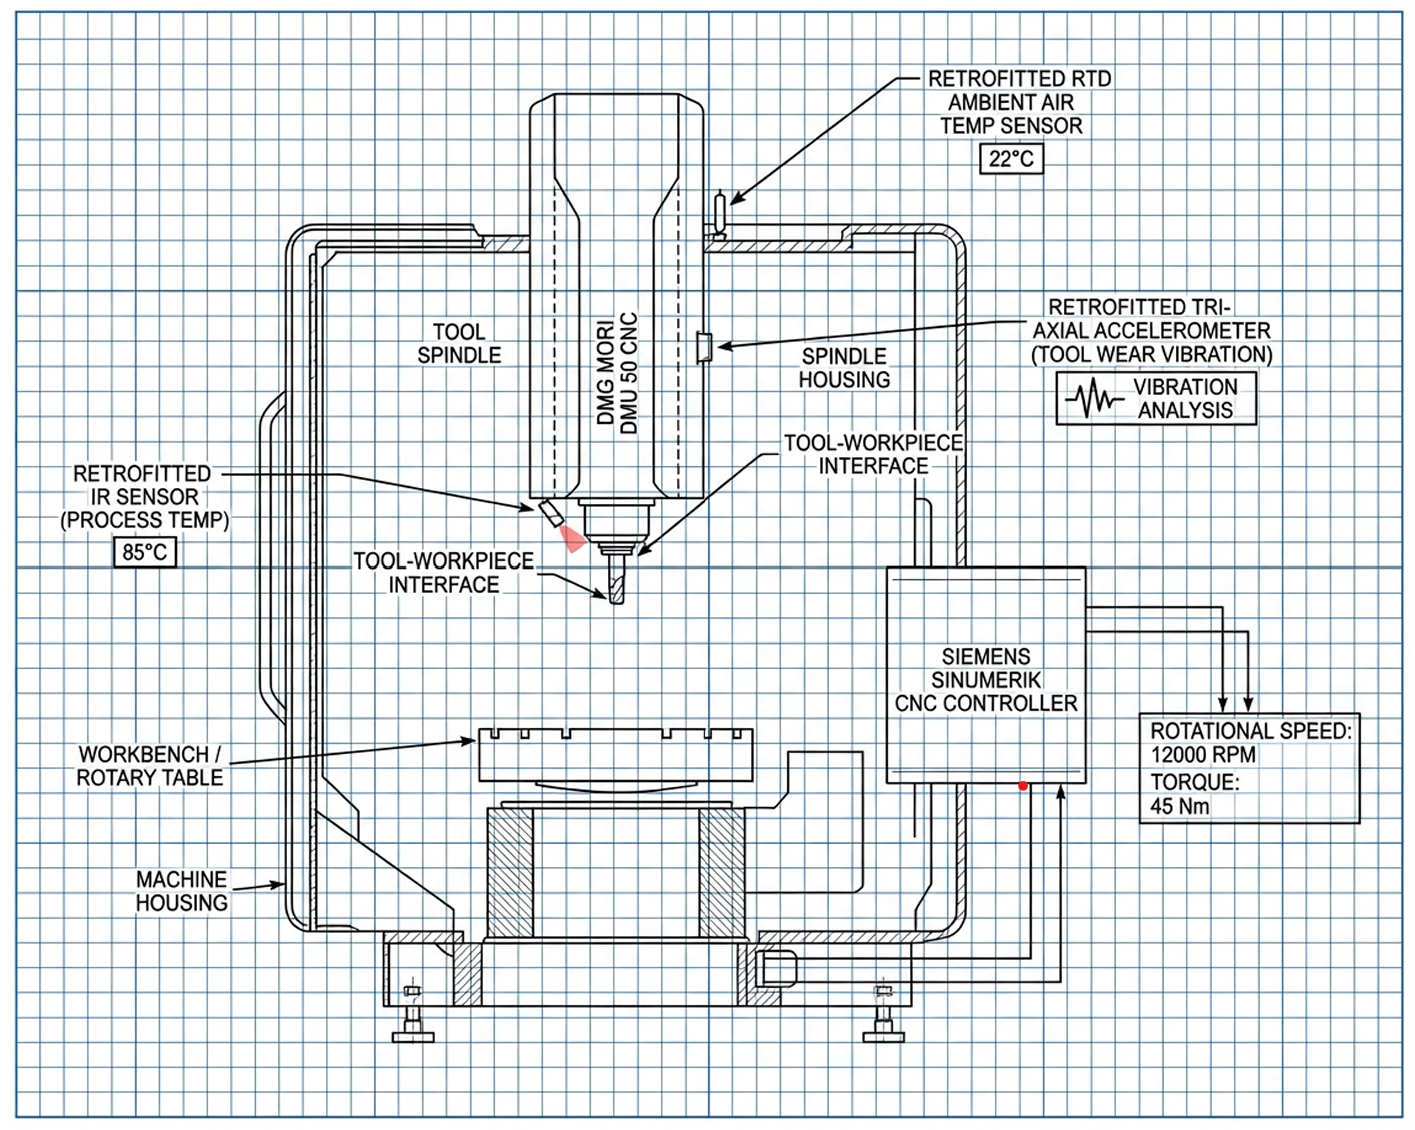 RETROFITTED RTD
AMBIENT AIR
TEMP SENSOR
22°C
RETROFITTED TRI-
AXIAL ACCELEROMETER
(TOOL WEAR VIBRATION)
VIBRATION
ANALYSIS
TOOL
SPINDLE
DMG MORI
DMU 50 CNC
SPINDLE
HOUSING
TOOL-WORKPIECE
INTERFACE
RETROFITTED
IR SENSOR
(PROCESS TEMP)
85°C
TOOL-WORKPIECE
INTERFACE
SIEMENS
SINUMERIK
CNC CONTROLLER
ROTATIONAL SPEED:
12000 RPM
TORQUE:
45 Nm
WORKBENCH /
ROTARY TABLE
MACHINE
HOUSING